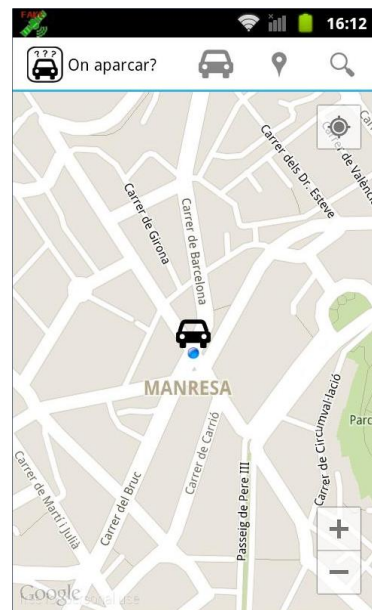 16:12
???
On aparcar?
Carrer de València
Carrer dels Dr. Esteve
Carrer de Girona
Carrer de Barcelona
MANRESA
Parc
Carrer de Circumval·lació
Carrer de Carrió
Carrer del Bruc
Passeig de Pere III
Carrer de Martí i Julià
+
−
Google